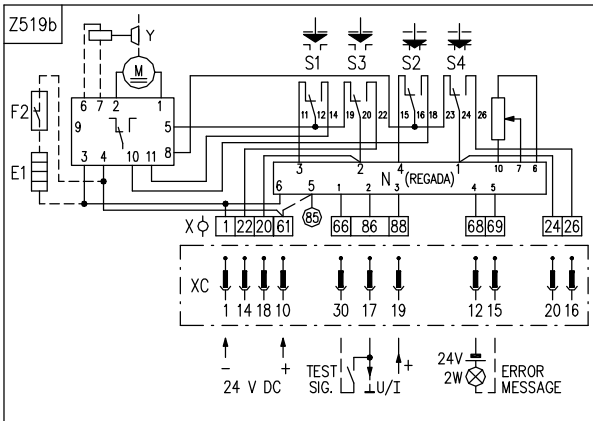 Z519b
Y
M
S1 S3 S2 S4
F2
E1
6 7 2 1
9 5
8
3 4 10 11
11 12 14 19 20 22 15 16 18 23 24 26
3 2 4 1 10 7 6
N (REGADA)
6 5 1 2 3 4 5
85
X 1 22 20 61 66 86 88 68 69 24 26
XC
1 14 18 10 30 17 19 12 15 20 16
- + TEST SIG. U/I + 24V 2W ERROR MESSAGE
24 V DC